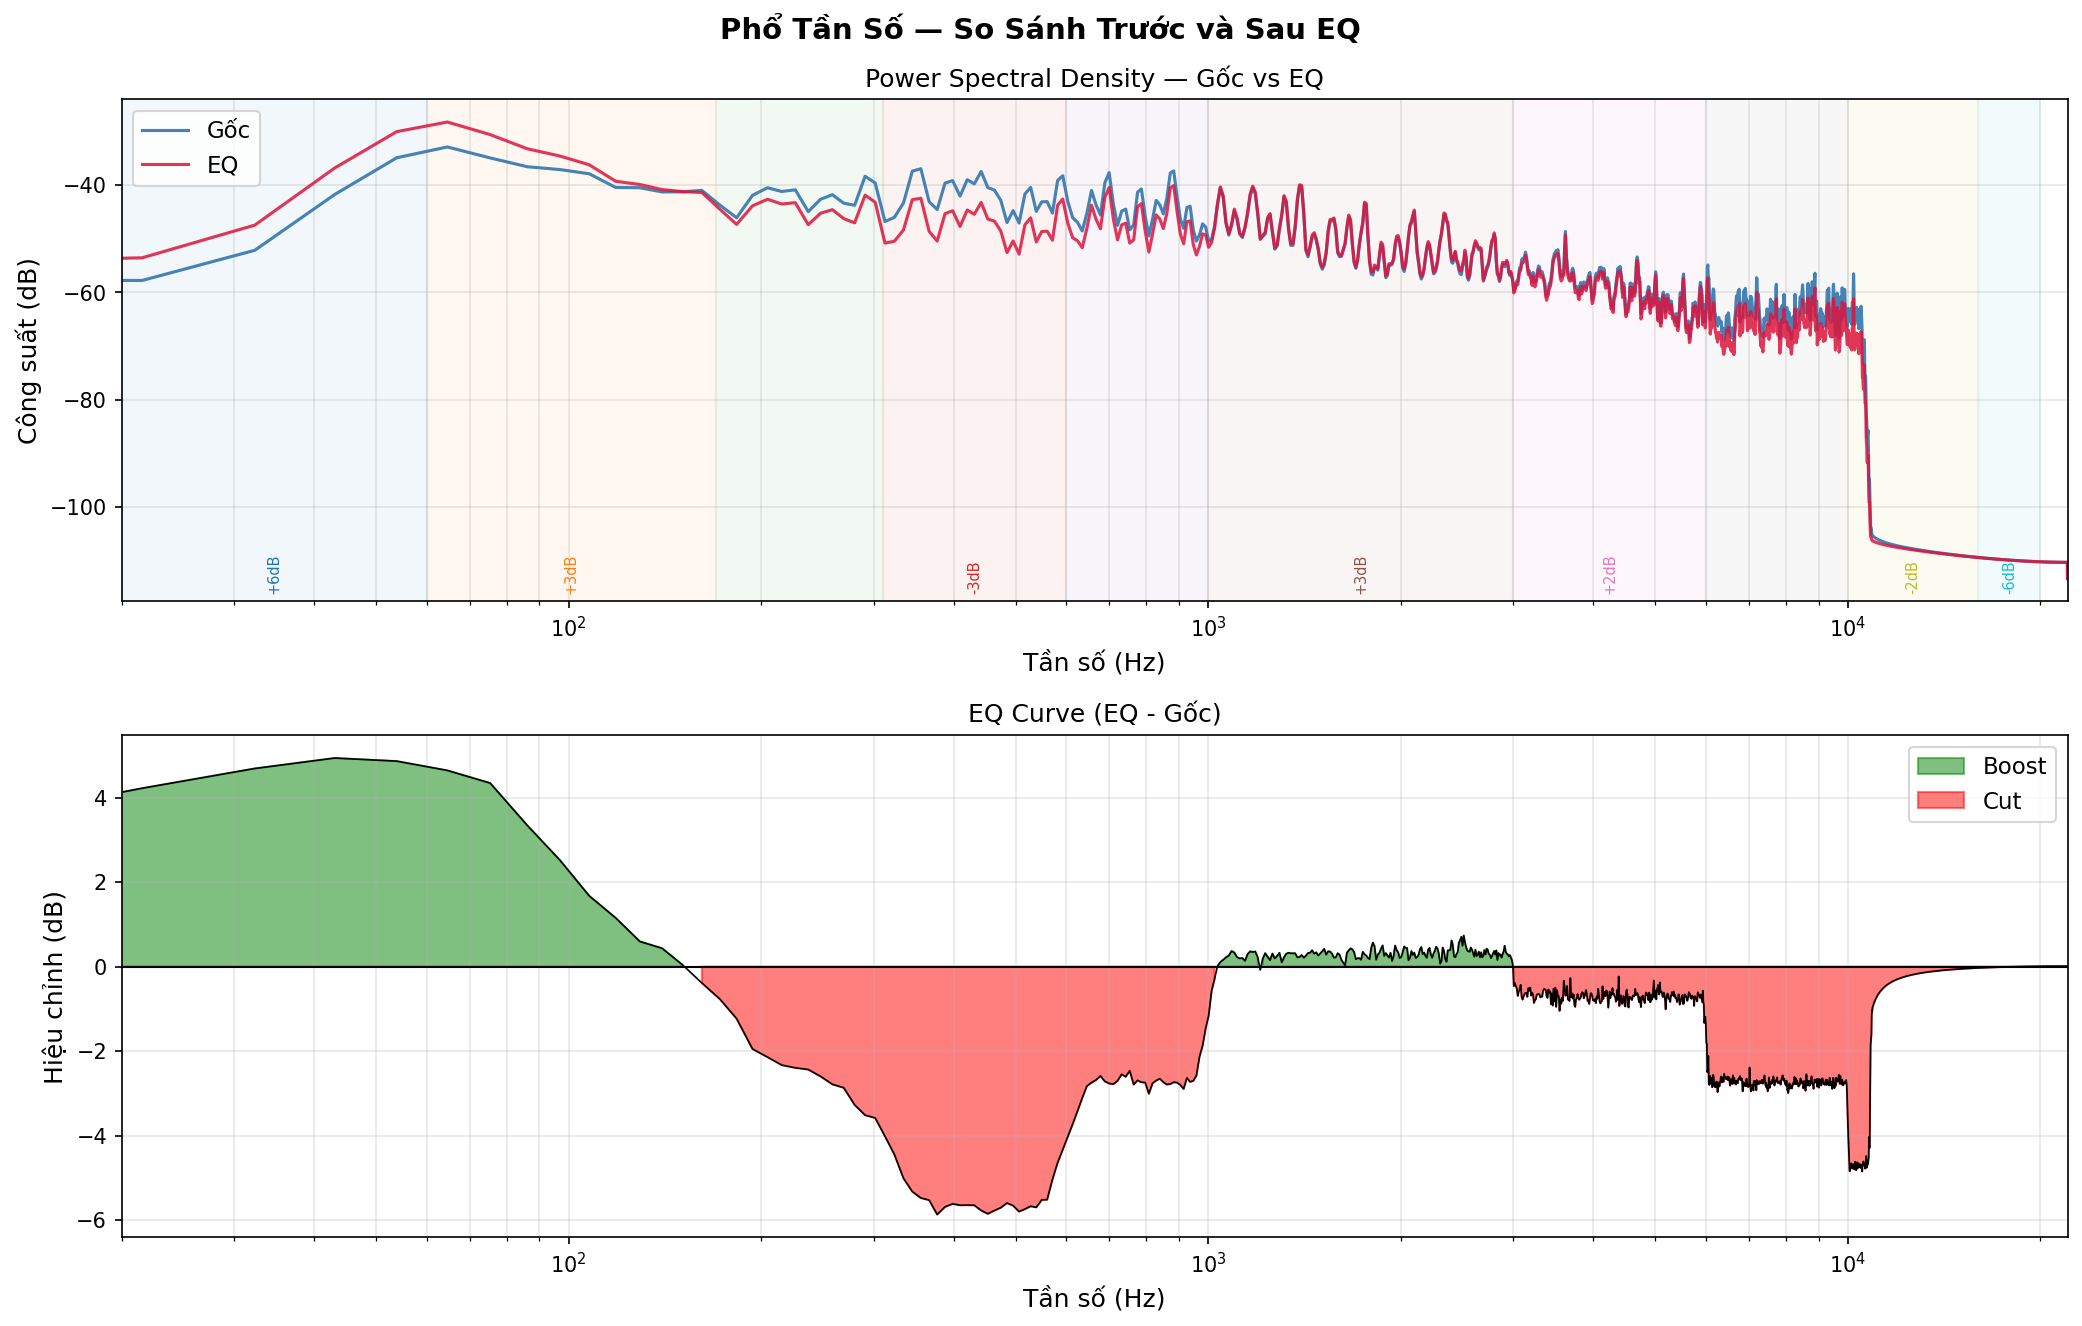 Phổ Tần Số — So Sánh Trước và Sau EQ
Power Spectral Density — Gốc vs EQ
Gốc
EQ
−40
−60
−80
−100
Công suất (dB)
+6dB
+3dB
-3dB
+3dB
+2dB
-2dB
-6dB
10²
10³
10⁴
Tần số (Hz)
EQ Curve (EQ - Gốc)
Boost
Cut
4
2
0
−2
−4
−6
Hiệu chỉnh (dB)
10²
10³
10⁴
Tần số (Hz)